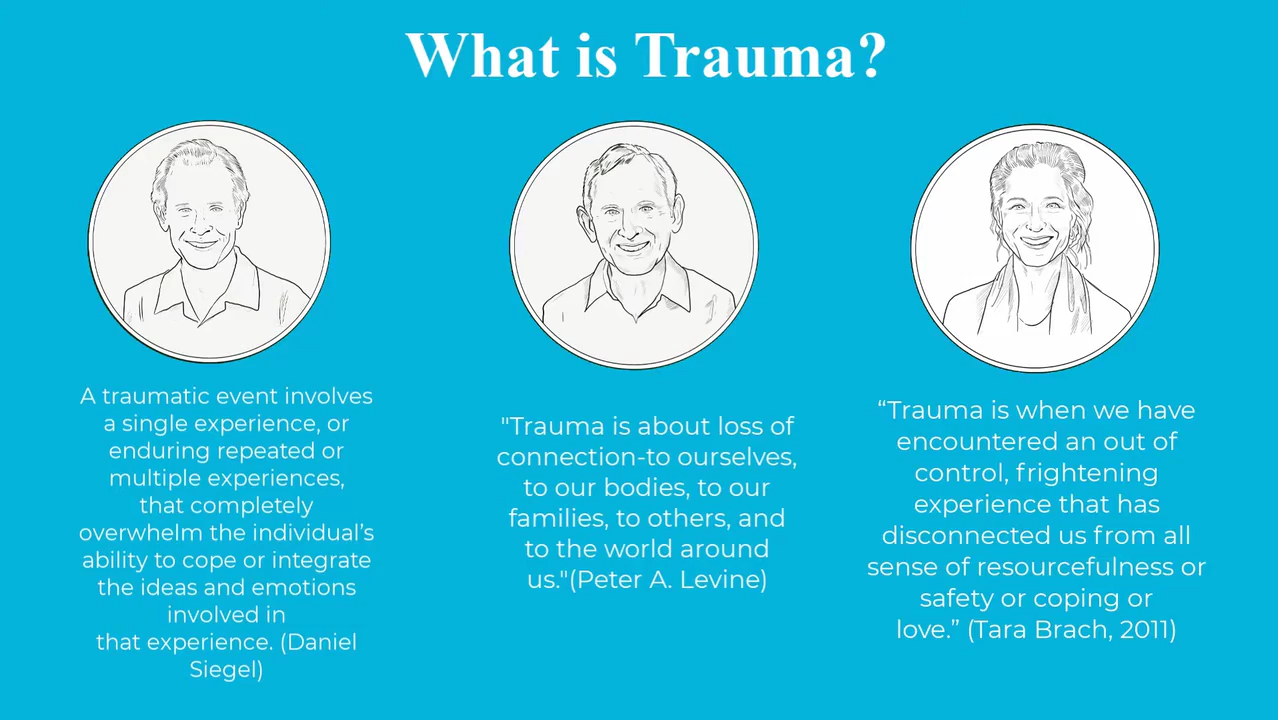 What is Trauma?
A traumatic event involves
a single experience, or
enduring repeated or
multiple experiences,
that completely
overwhelm the individual’s
ability to cope or integrate
the ideas and emotions
involved in
that experience. (Daniel
Siegel)
"Trauma is about loss of
connection-to ourselves,
to our bodies, to our
families, to others, and
to the world around
us."(Peter A. Levine)
“Trauma is when we have
encountered an out of
control, frightening
experience that has
disconnected us from all
sense of resourcefulness or
safety or coping or
love.” (Tara Brach, 2011)